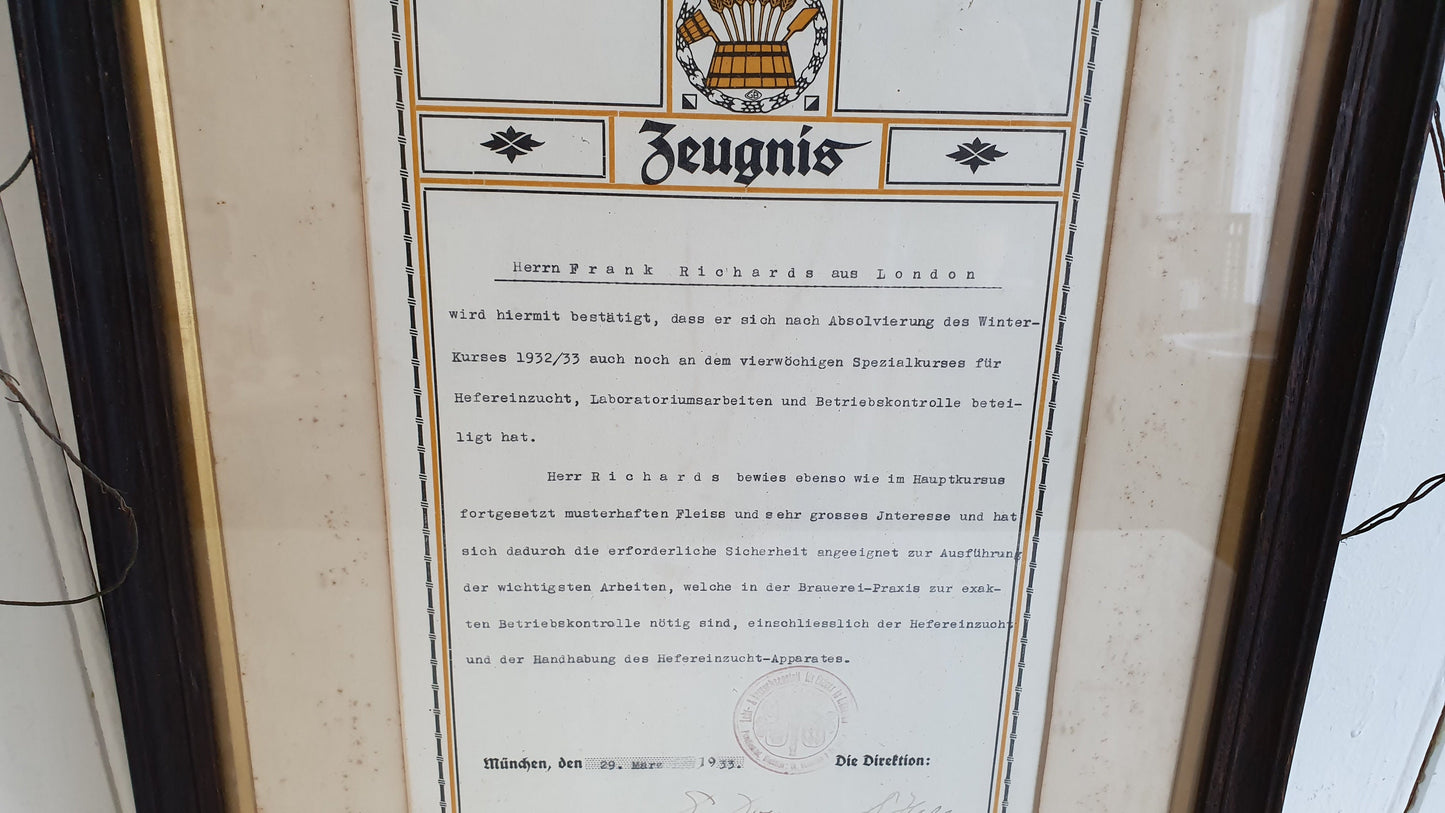 Zeugnis
Herrn Frank Richards aus London
wird hiermit bestätigt, dass er sich nach Absolvierung des Winter-
Kurses 1932/33 auch noch an dem vierwöchigen Spezialkurses für
Hefereinzucht, Laboratoriumsarbeiten und Betriebskontrolle betei-
ligt hat.
Herr Richards bewies ebenso wie im Hauptkursus
fortgesetzt musterhaften Fleiss und sehr grosses Jnteresse und hat
sich dadurch die erforderliche Sicherheit angeeignet zur Ausführung
der wichtigsten Arbeiten, welche in der Brauerei-Praxis zur exak-
ten Betriebskontrolle nötig sind, einschliesslich der Hefereinzucht
und der Handhabung des Hefereinzucht-Apparates.
München, den 29. März 1933. Die Direktion: